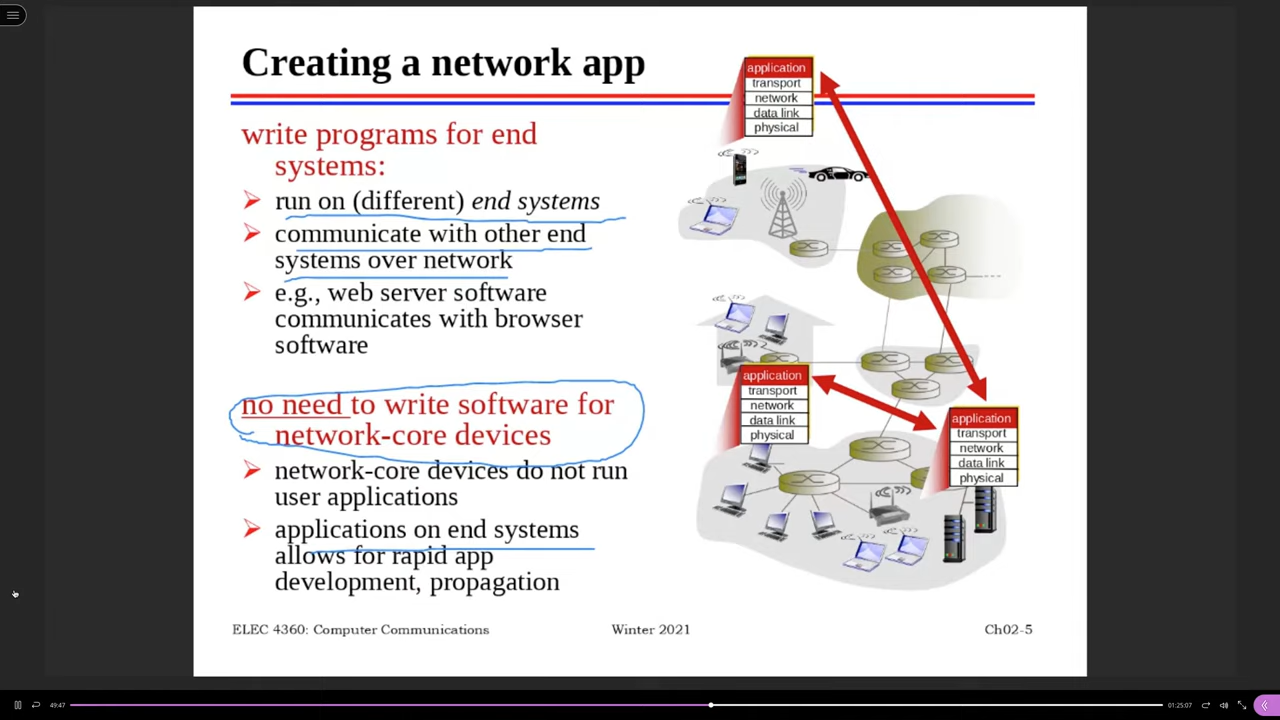 Creating a network app
write programs for end
systems:
run on (different) end systems
communicate with other end
systems over network
e.g., web server software
communicates with browser
software
no need to write software for
network-core devices
network-core devices do not run
user applications
applications on end systems
allows for rapid app
development, propagation
application
transport
network
data link
physical
application
transport
network
data link
physical
application
transport
network
data link
physical
ELEC 4360: Computer Communications
Winter 2021
Ch02-5
49:47
01:25:07